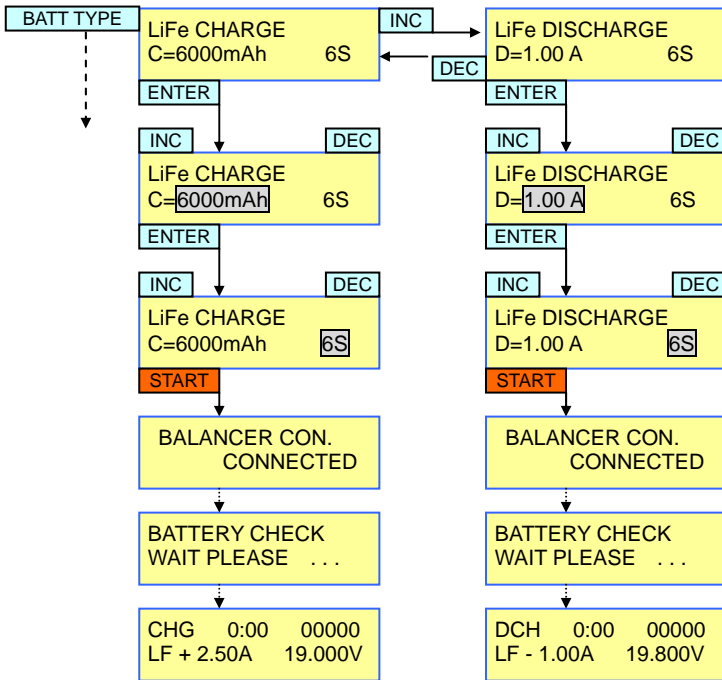 BATT TYPE
LiFe CHARGE
C=6000mAh 6S
INC
DEC
LiFe DISCHARGE
D=1.00 A 6S
ENTER
ENTER
INC DEC
LiFe CHARGE
C=6000mAh 6S
ENTER
INC DEC
LiFe DISCHARGE
D=1.00 A 6S
ENTER
INC DEC
LiFe CHARGE
C=6000mAh 6S
START
INC DEC
LiFe DISCHARGE
D=1.00 A 6S
START
BALANCER CON.
CONNECTED
BALANCER CON.
CONNECTED
BATTERY CHECK
WAIT PLEASE . . .
BATTERY CHECK
WAIT PLEASE . . .
CHG 0:00 00000
LF + 2.50A 19.000V
DCH 0:00 00000
LF - 1.00A 19.800V